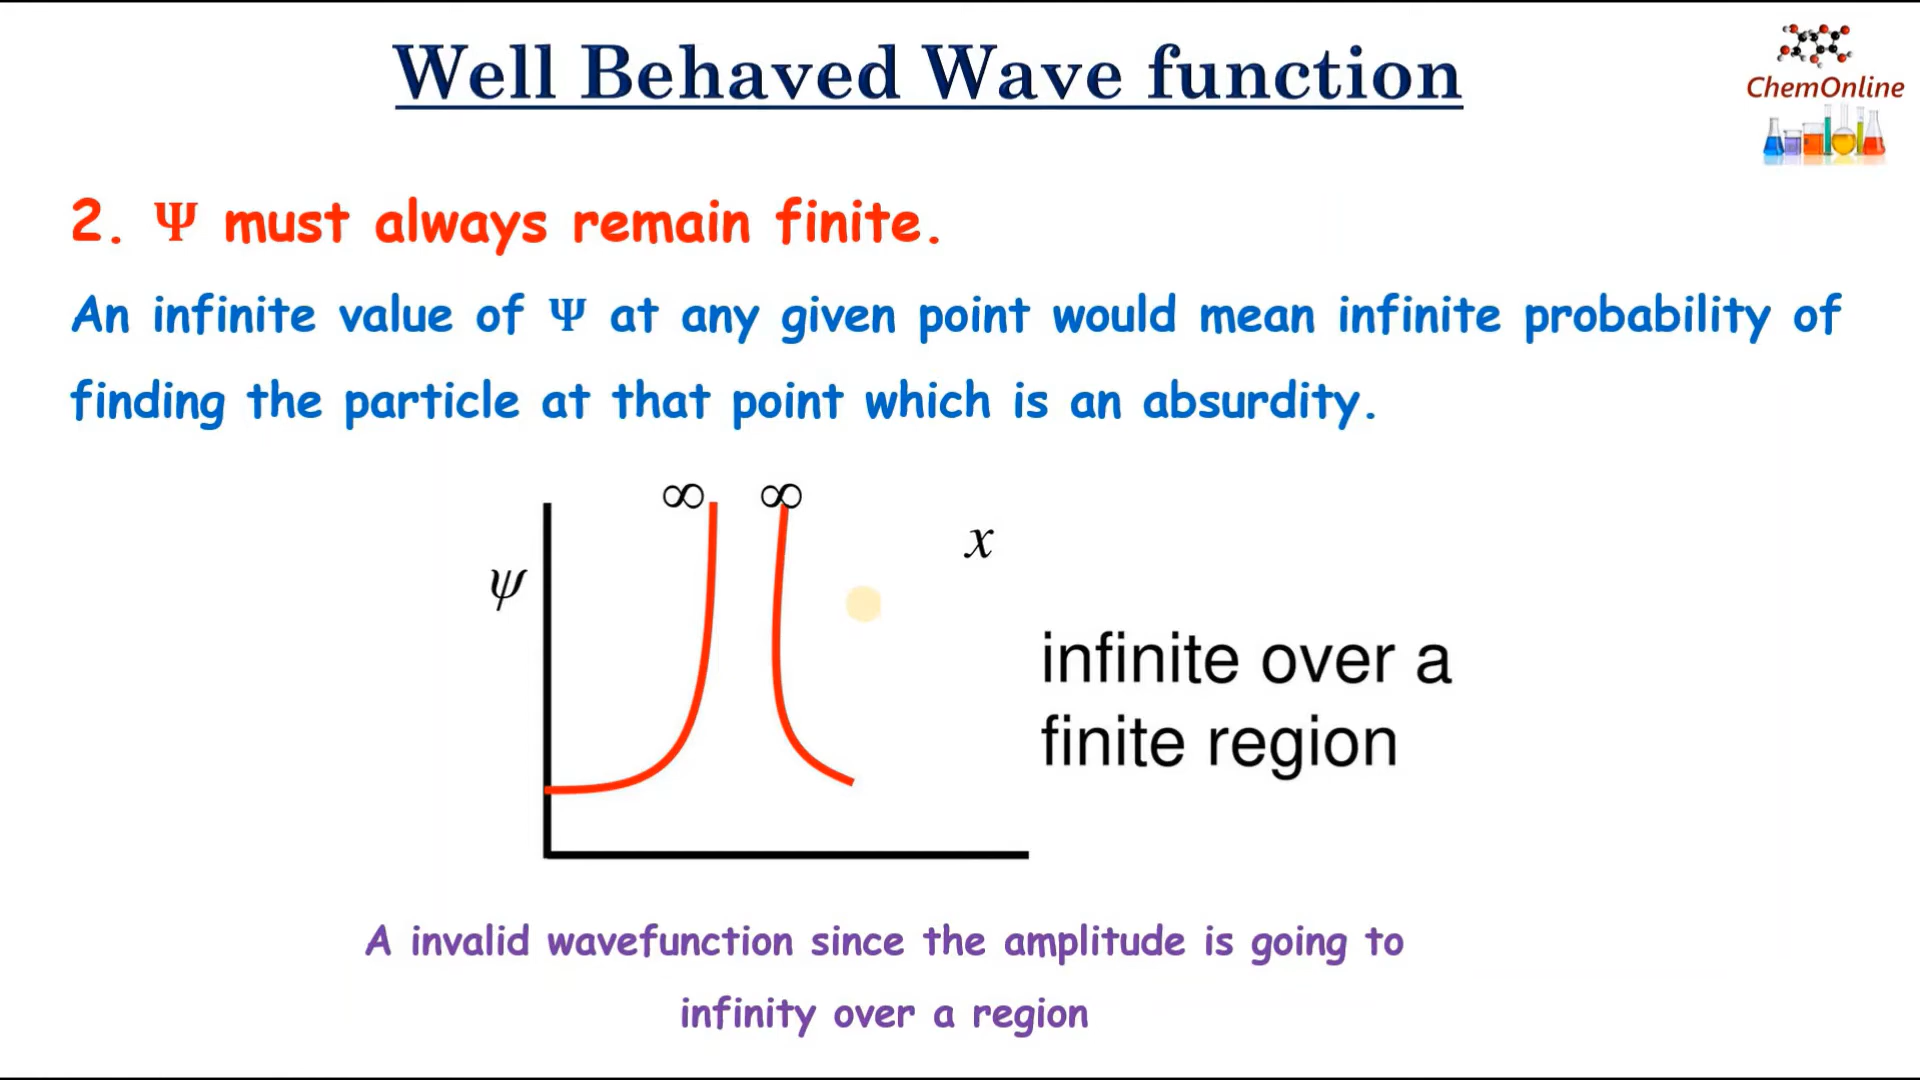 Well Behaved Wave function
ChemOnline
2. Ψ must always remain finite.
An infinite value of Ψ at any given point would mean infinite probability of
finding the particle at that point which is an absurdity.
∞ ∞
x
ψ
infinite over a
finite region
A invalid wavefunction since the amplitude is going to
infinity over a region